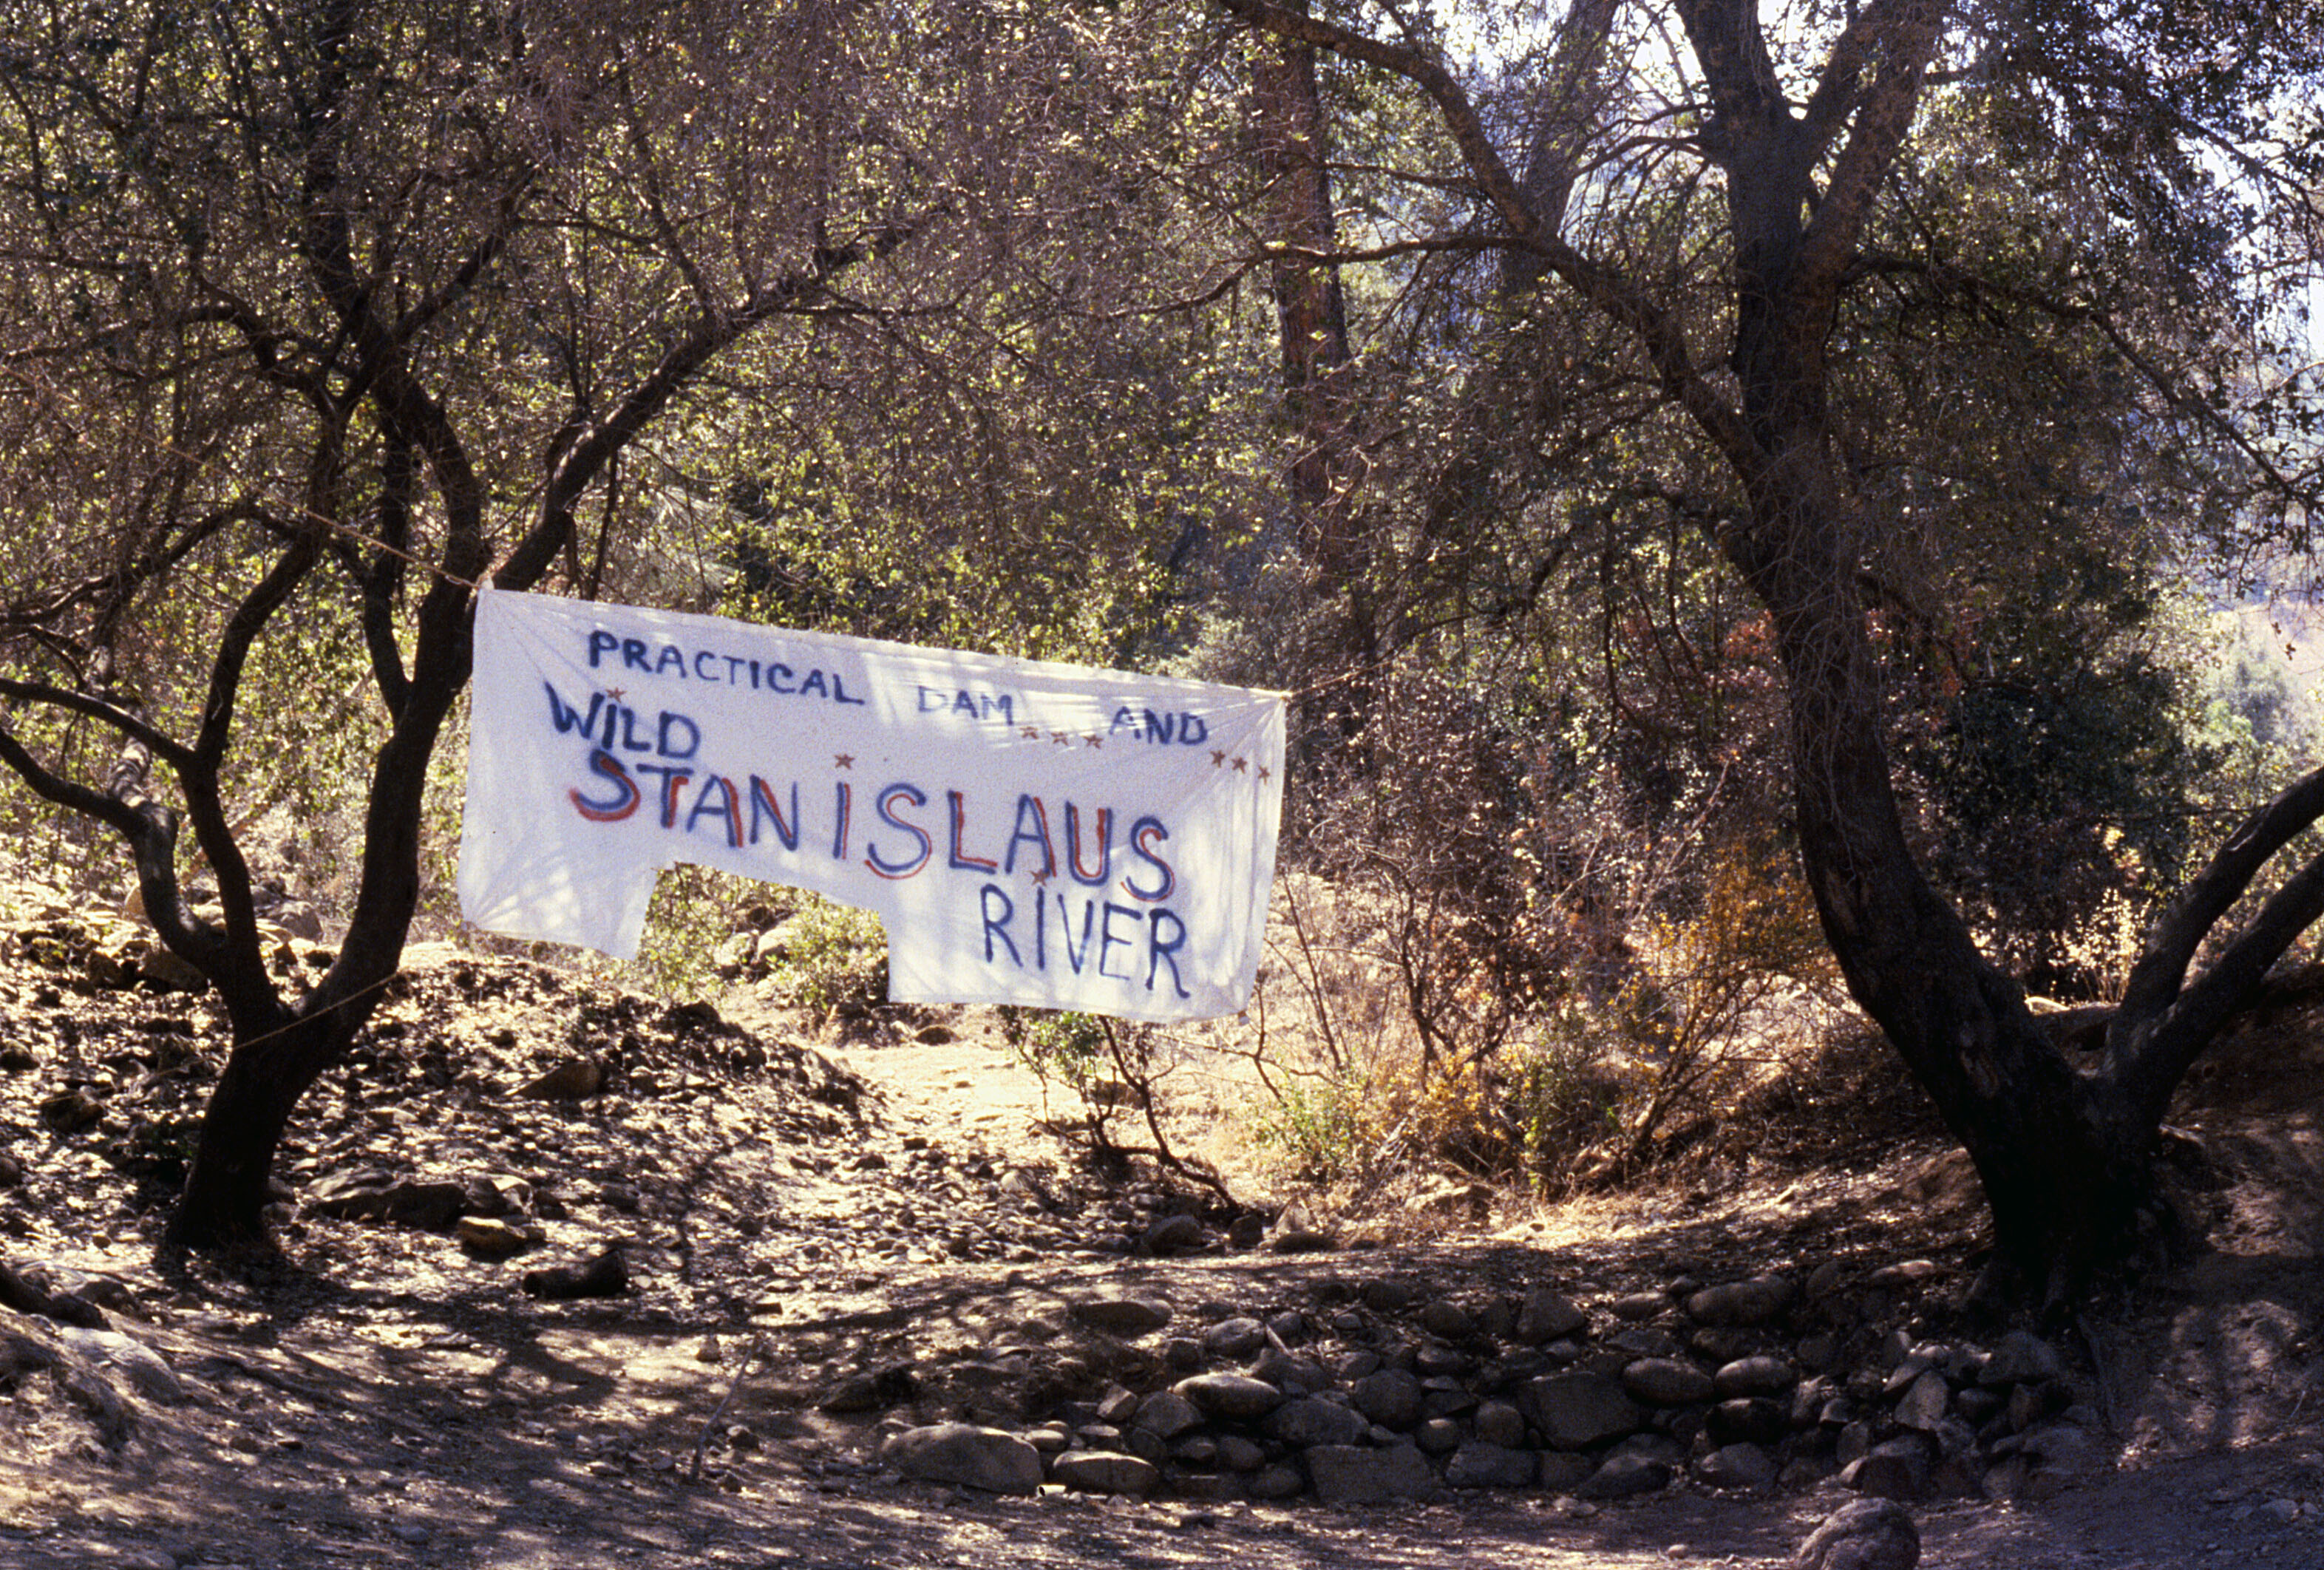 PRACTICAL DAM AND
WiLD
STANiSLAUS
RiVER